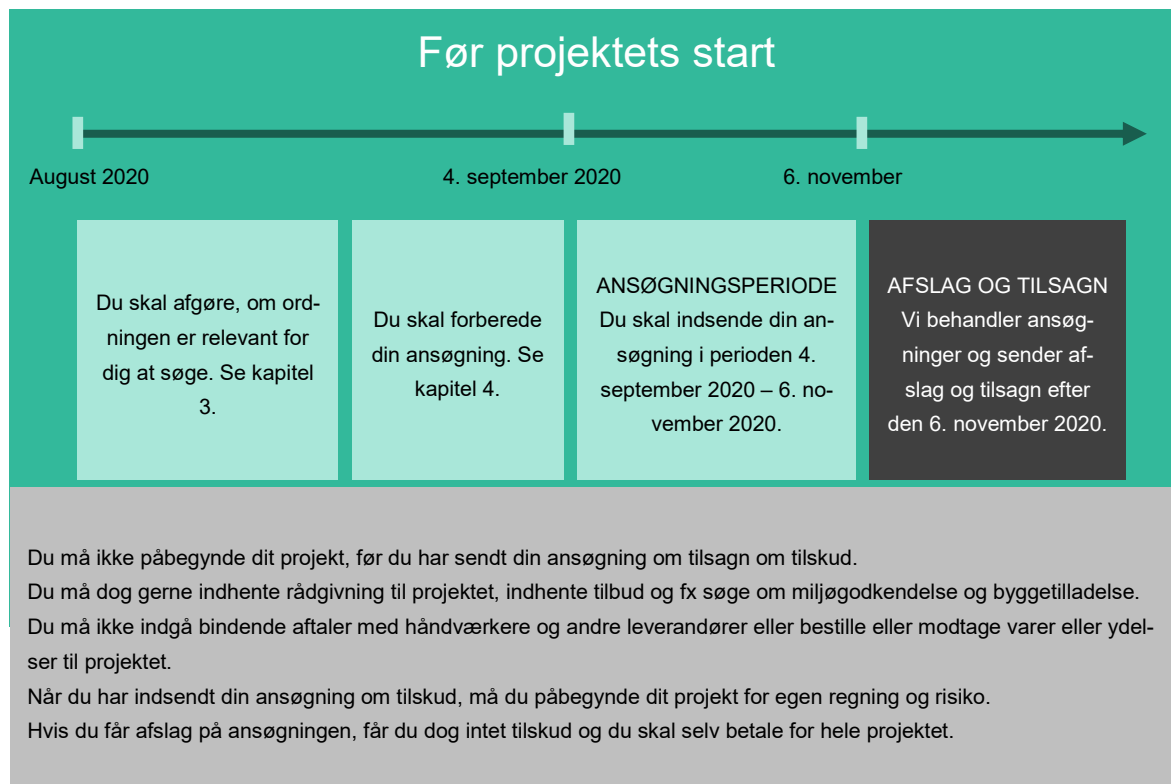 Før projektets start
August 2020
4. september 2020
6. november
Du skal afgøre, om ord-
ningen er relevant for
dig at søge. Se kapitel
3.
Du skal forberede
din ansøgning. Se
kapitel 4.
ANSØGNINGSPERIODE
Du skal indsende din an-
søgning i perioden 4.
september 2020 – 6. no-
vember 2020.
AFSLAG OG TILSAGN
Vi behandler ansøg-
ninger og sender af-
slag og tilsagn efter
den 6. november 2020.
Du må ikke påbegynde dit projekt, før du har sendt din ansøgning om tilsagn om tilskud.
Du må dog gerne indhente rådgivning til projektet, indhente tilbud og fx søge om miljøgodkendelse og byggetilladelse.
Du må ikke indgå bindende aftaler med håndværkere og andre leverandører eller bestille eller modtage varer eller ydel-
ser til projektet.
Når du har indsendt din ansøgning om tilskud, må du påbegynde dit projekt for egen regning og risiko.
Hvis du får afslag på ansøgningen, får du dog intet tilskud og du skal selv betale for hele projektet.